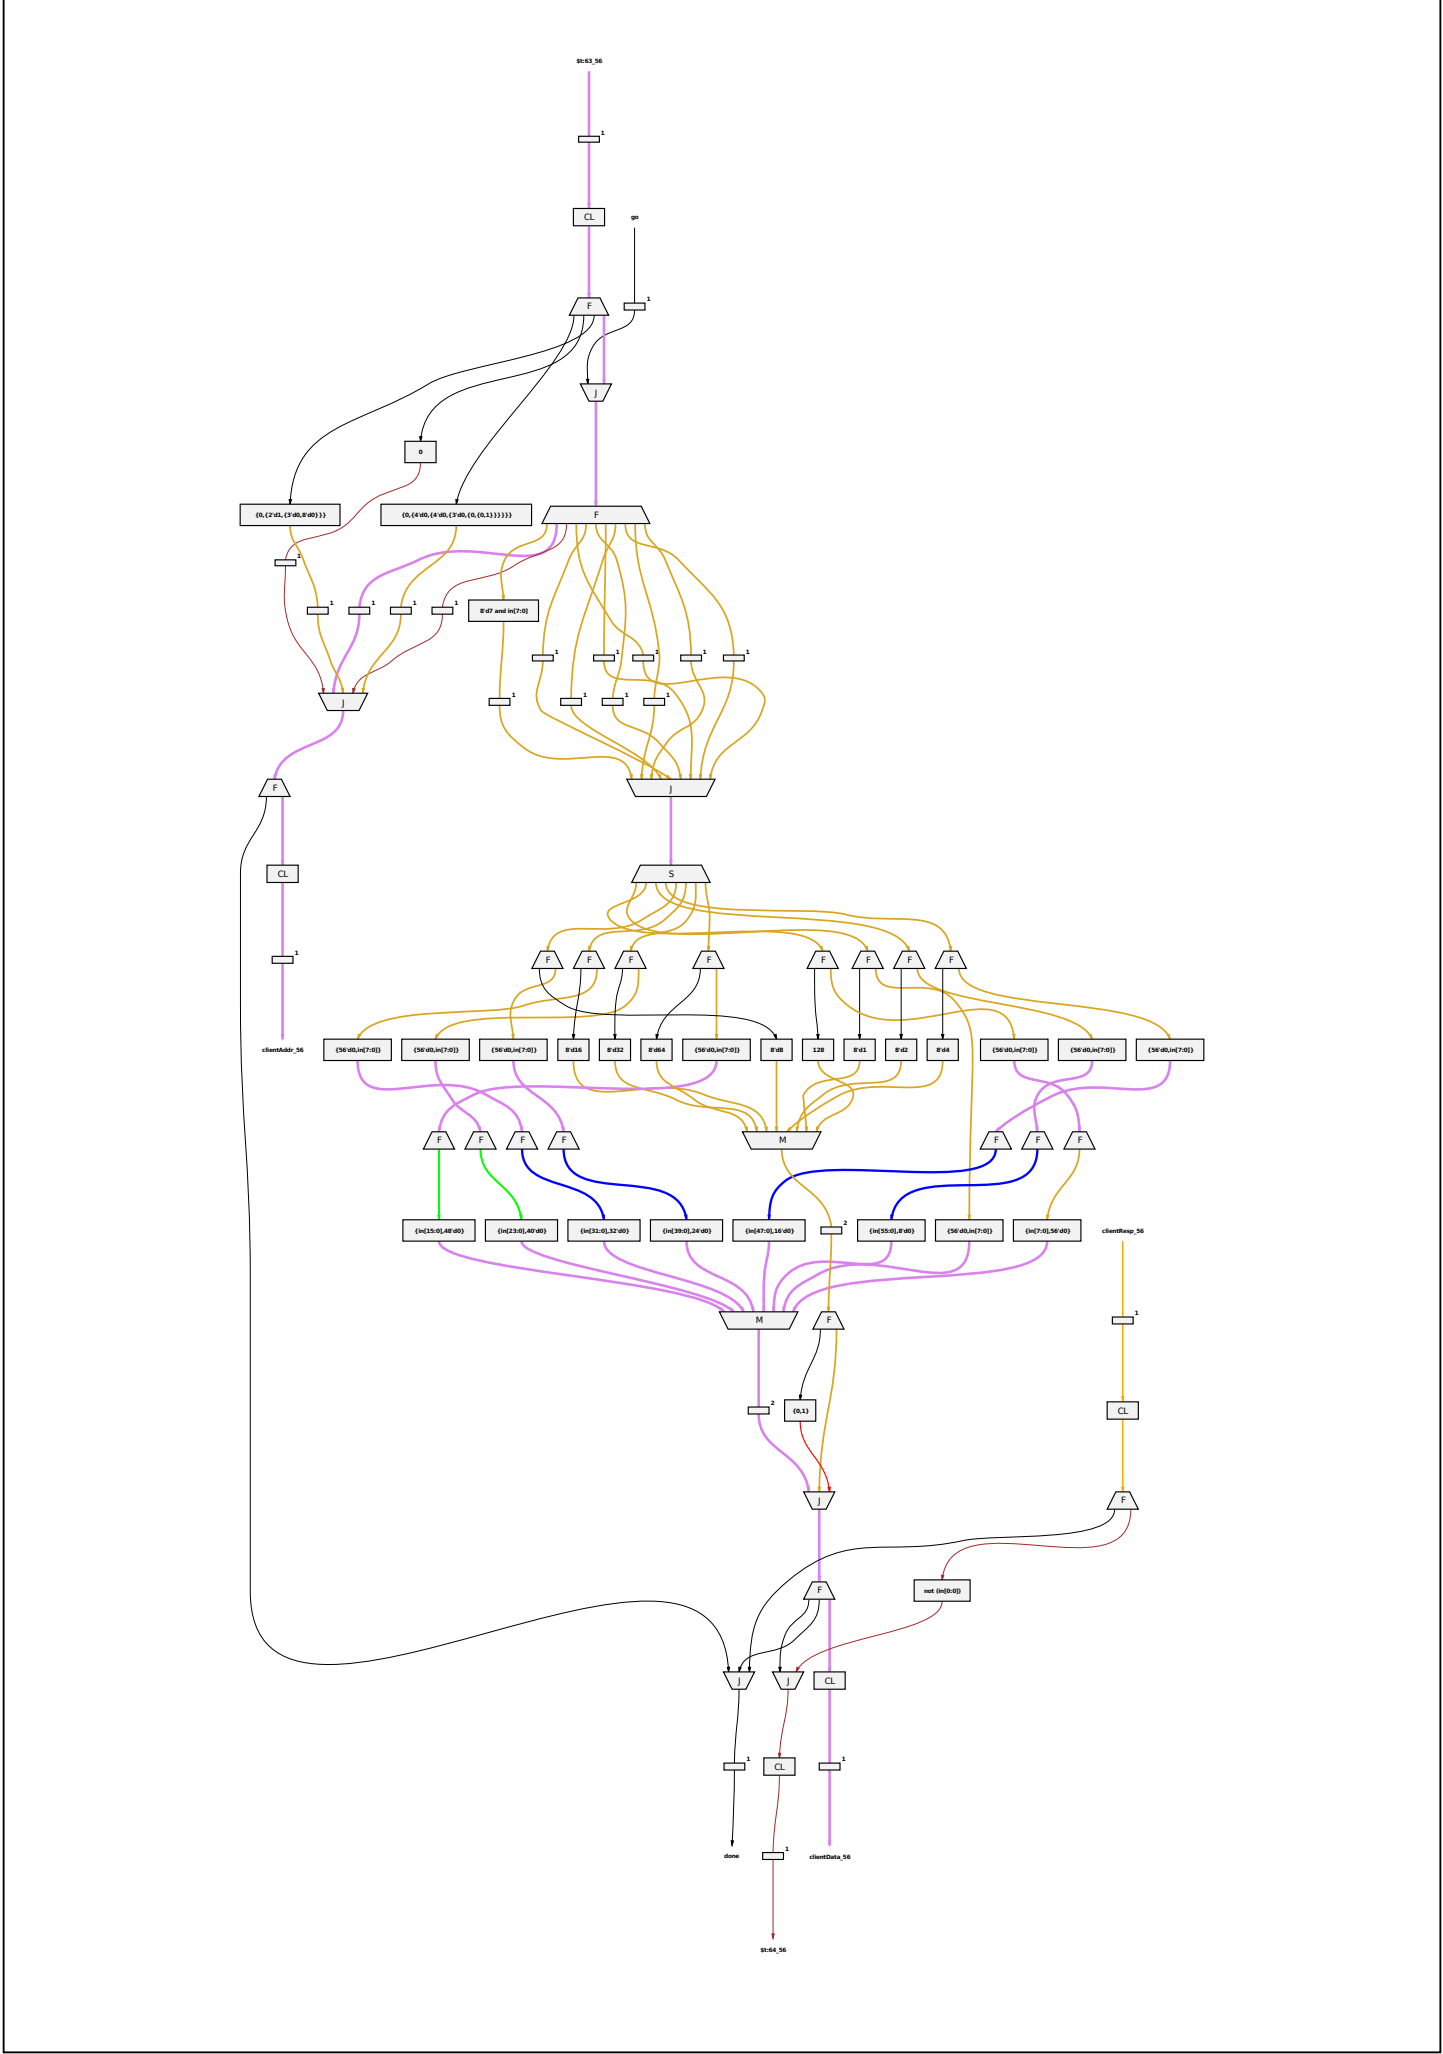 $t:63_56
1
CL
go
F
1
J
0
{0,{2'd1,{3'd0,8'd0}}}
{0,{4'd0,{4'd0,{3'd0,{0,{0,1}}}}}}
F
1
1
1
1
1
8'd7 and in[7:0]
1
1
1
1
1
J
1
1
1
1
F
J
CL
S
1
F
F
F
F
F
F
F
F
clientAddr_56
{56'd0,in[7:0]}
{56'd0,in[7:0]}
{56'd0,in[7:0]}
8'd16
8'd32
8'd64
{56'd0,in[7:0]}
8'd8
128
8'd1
8'd2
8'd4
{56'd0,in[7:0]}
{56'd0,in[7:0]}
{56'd0,in[7:0]}
F
F
F
F
M
F
F
F
{in[15:0],48'd0}
{in[23:0],40'd0}
{in[31:0],32'd0}
{in[39:0],24'd0}
{in[47:0],16'd0}
2
{in[55:0],8'd0}
{56'd0,in[7:0]}
{in[7:0],56'd0}
clientResp_56
M
F
1
2
{0,1}
CL
J
F
F
not (in[0:0])
J
J
CL
1
CL
1
done
1
clientData_56
$t:64_56